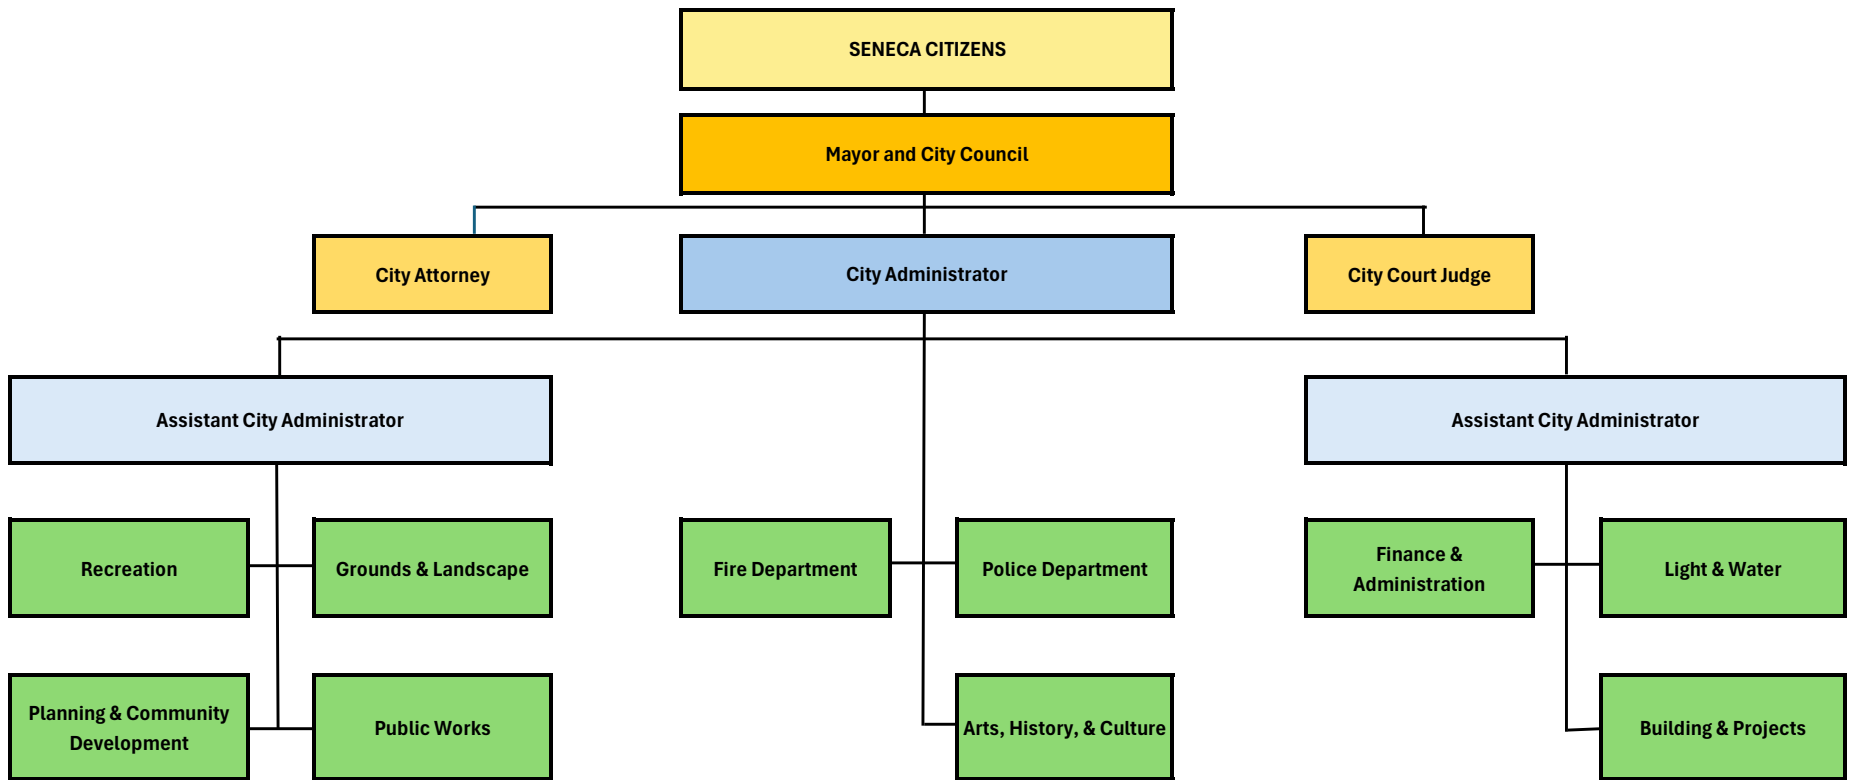 SENECA CITIZENS
Mayor and City Council
City Attorney
City Administrator
City Court Judge
Assistant City Administrator
Assistant City Administrator
Recreation
Grounds & Landscape
Fire Department
Police Department
Finance &
Administration
Light & Water
Planning & Community
Development
Public Works
Arts, History, & Culture
Building & Projects